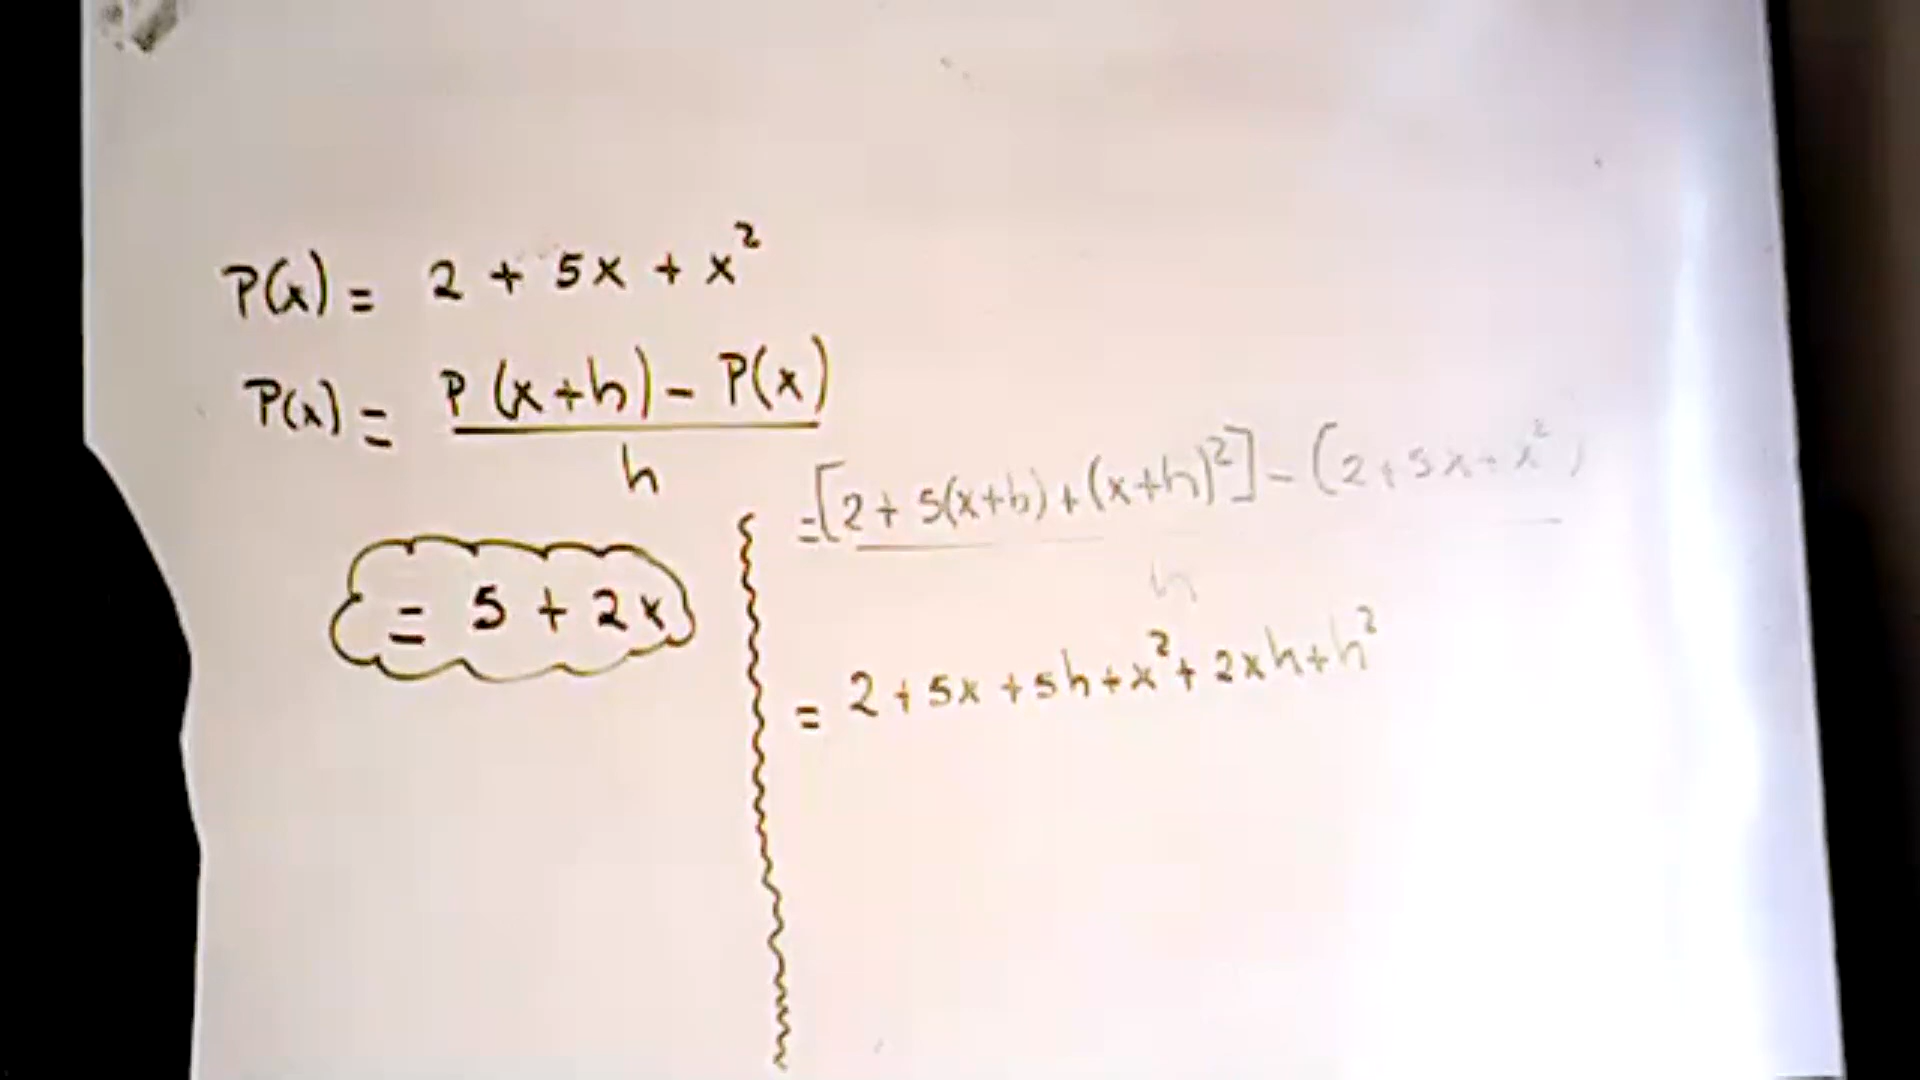 P(x) = 2 + 5x + x²
P(x) = P(x+h) - P(x)
h
= 5 + 2x
= [2 + 5(x+h) + (x+h)²] - (2 + 5x + x²)
h
= 2 + 5x + 5h + x² + 2xh + h²